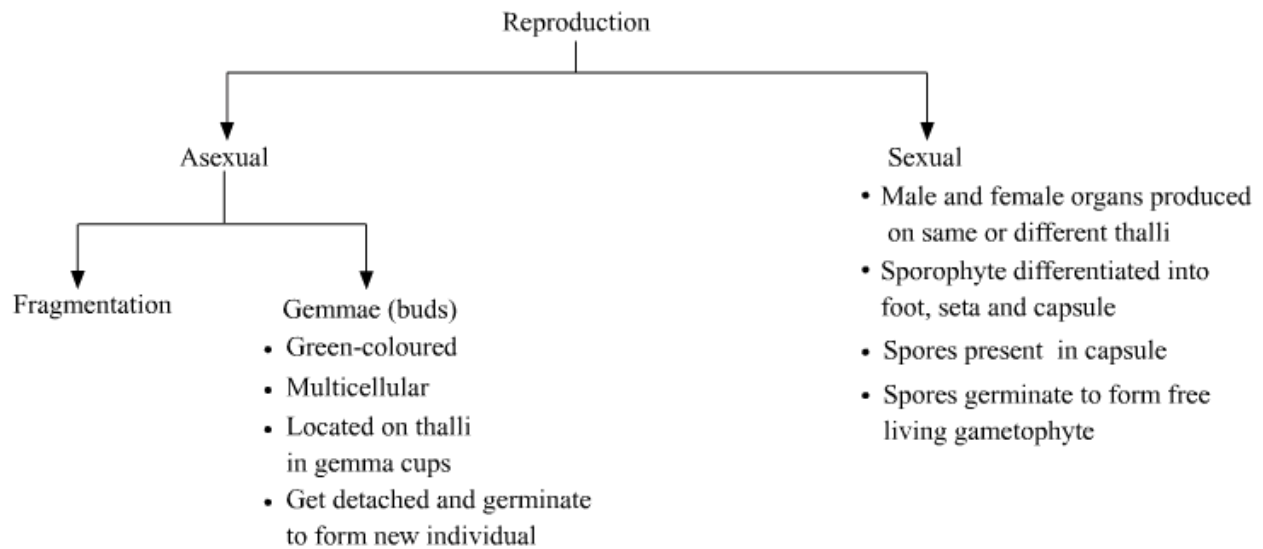 Reproduction
Asexual
Sexual
• Male and female organs produced
on same or different thalli
• Sporophyte differentiated into
foot, seta and capsule
• Spores present in capsule
• Spores germinate to form free
living gametophyte
Fragmentation
Gemmae (buds)
• Green-coloured
• Multicellular
• Located on thalli
in gemma cups
• Get detached and germinate
to form new individual